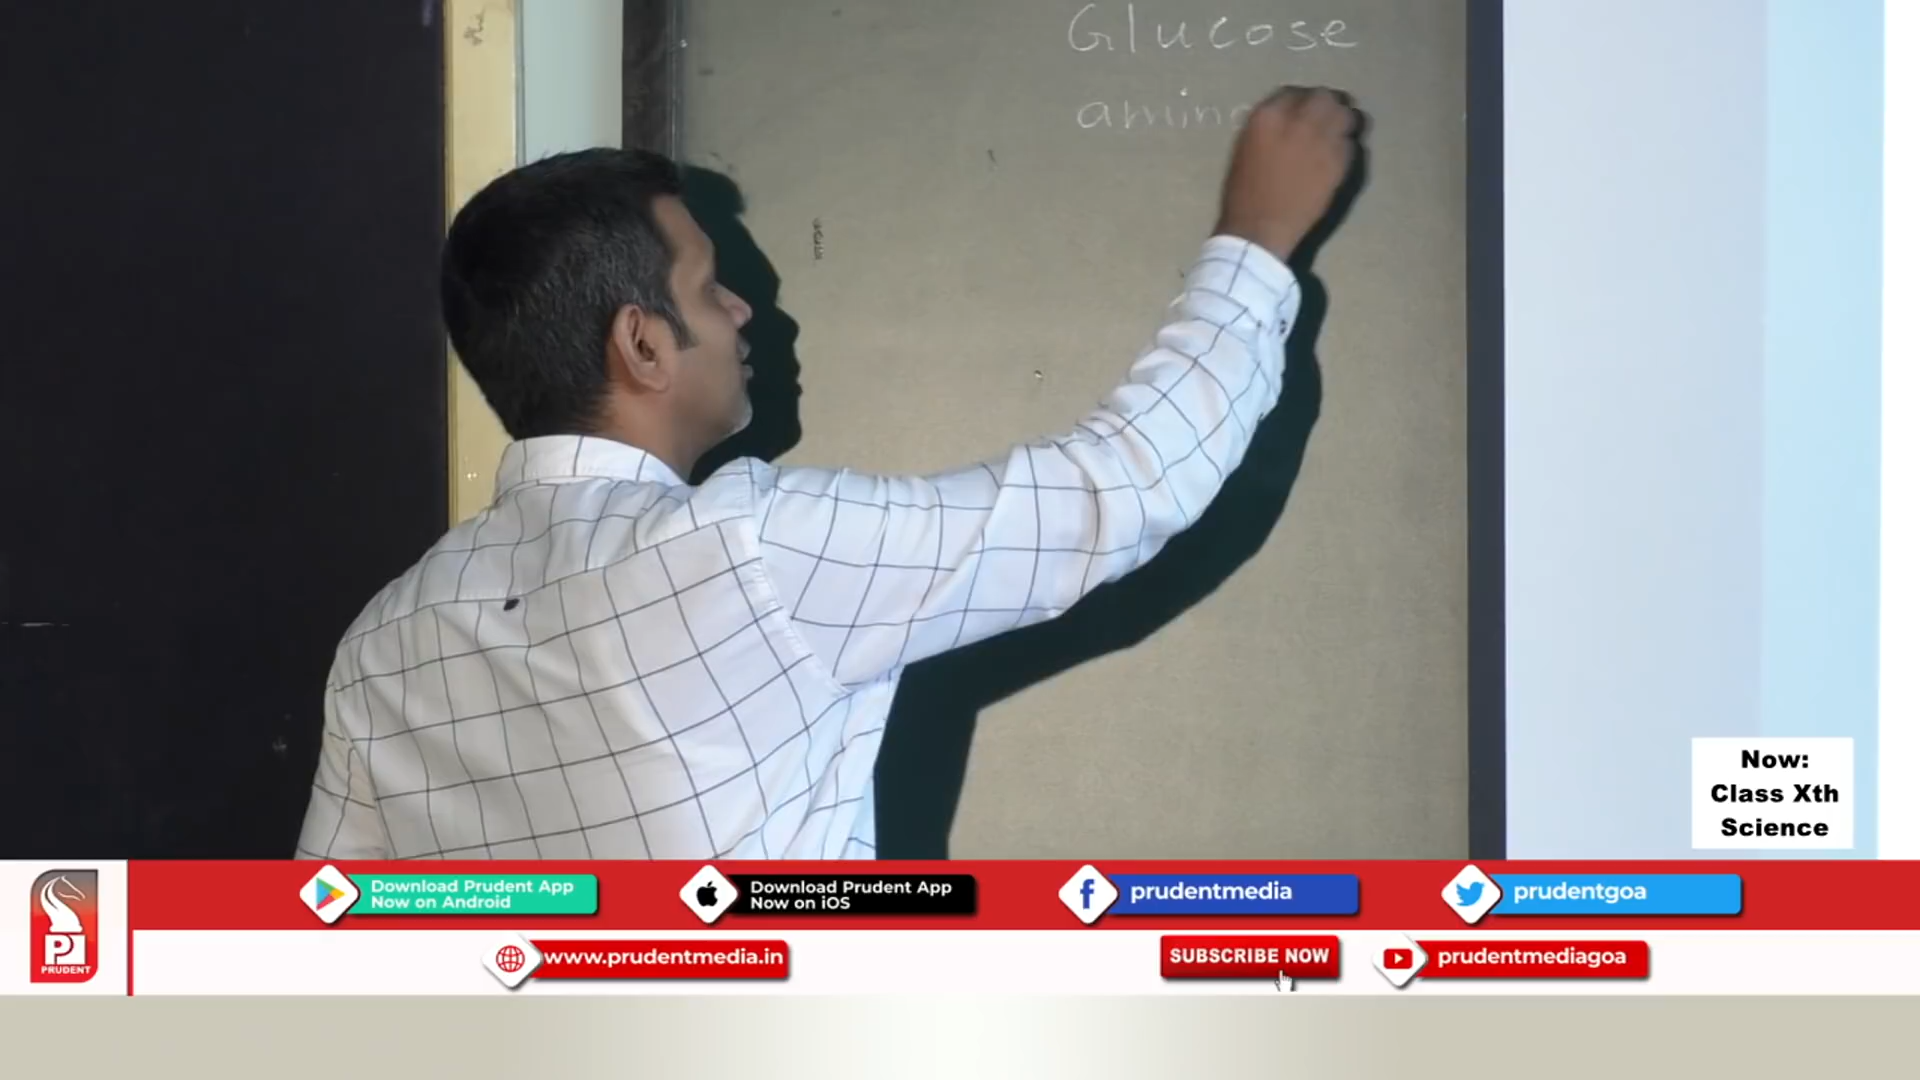 Glucose
amino
Now:
Class Xth
Science
Download Prudent App
Now on Android
Download Prudent App
Now on iOS
prudentmedia
prudentgoa
PRUDENT
www.prudentmedia.in
SUBSCRIBE NOW
prudentmediagoa